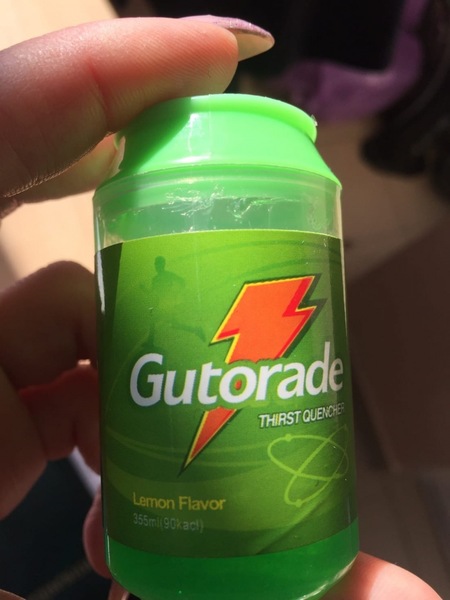 Gutorade
THIRST QUENCHER
Lemon Flavor
355ml(90kacl)